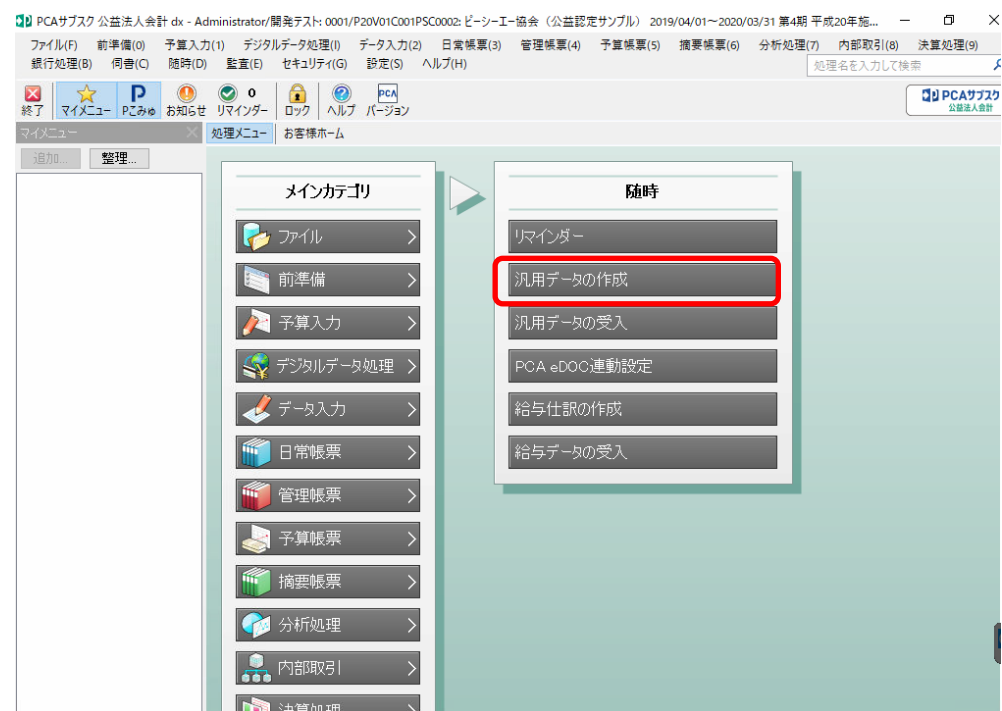 PCAサブスク 公益法人会計 dx - Administrator/開発テスト: 0001/P20V01C001PSC0002: ピーシーエー協会（公益認定サンプル） 2019/04/01～2020/03/31 第4期 平成20年施...
ファイル(F) 前準備(0) 予算入力(1) デジタルデータ処理(I) データ入力(2) 日常帳票(3) 管理帳票(4) 予算帳票(5) 摘要帳票(6) 分析処理(7) 内部取引(8) 決算処理(9)
銀行処理(B) 伺書(C) 随時(D) 監査(E) セキュリティ(G) 設定(S) ヘルプ(H) 処理名を入力して検索
終了 マイメニュー P PCみゅ お知らせ 0 リマインダー ロック ヘルプ PCA バージョン PCAサブスク
公益法人会計
マイメニュー 処理メニュー お客様ホーム
追加... 整理...
メインカテゴリ
ファイル
前準備
予算入力
デジタルデータ処理
データ入力
日常帳票
管理帳票
予算帳票
摘要帳票
分析処理
内部取引
決算処理
随時
リマインダー
汎用データの作成
汎用データの受入
PCA eDOC連動設定
給与仕訳の作成
給与データの受入